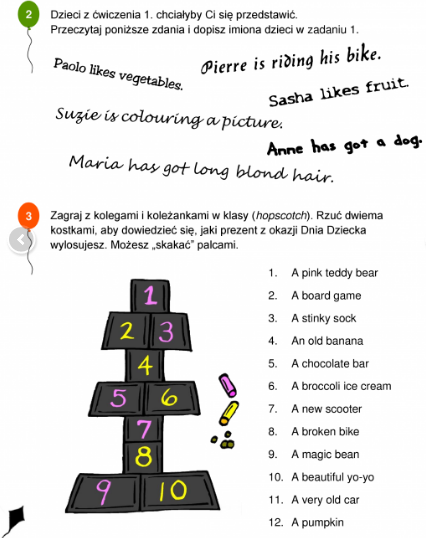 2 Dzieci z ćwiczenia 1. chciałyby Ci się przedstawić.
Przeczytaj poniższe zdania i dopisz imiona dzieci w zadaniu 1.
Paolo likes vegetables.
Pierre is riding his bike.
Sasha likes fruit.
Suzie is colouring a picture.
Anne has got a dog.
Maria has got long blond hair.
3 Zagraj z kolegami i koleżankami w klasy (hopscotch). Rzuć dwiema
kostkami, aby dowiedzieć się, jaki prezent z okazji Dnia Dziecka
wylosujesz. Możesz „skakać” palcami.
1
2 3
4
5 6
7
8
9 10
1. A pink teddy bear
2. A board game
3. A stinky sock
4. An old banana
5. A chocolate bar
6. A broccoli ice cream
7. A new scooter
8. A broken bike
9. A magic bean
10. A beautiful yo-yo
11. A very old car
12. A pumpkin